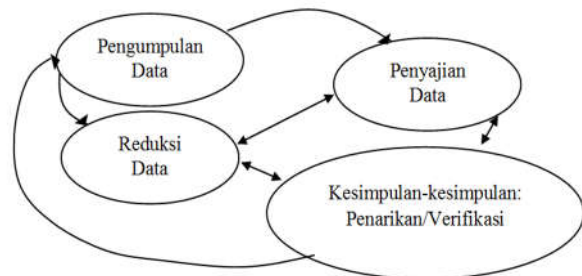 Pengumpulan
Data
Penyajian
Data
Reduksi
Data
Kesimpulan-kesimpulan:
Penarikan/Verifikasi